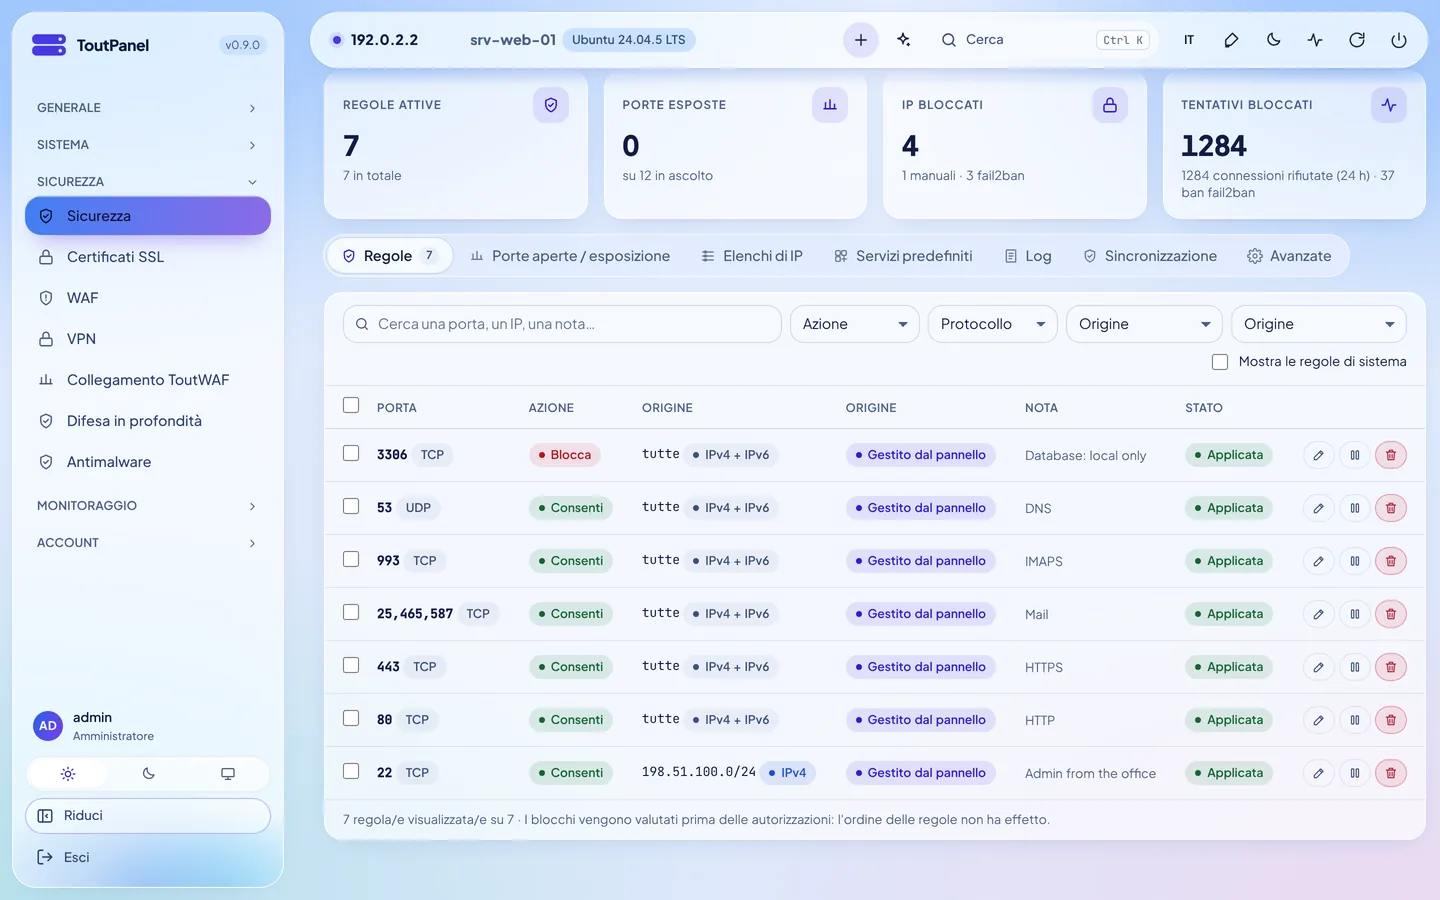 ToutPanel
v0.9.0
GENERALE
SISTEMA
SICUREZZA
Sicurezza
Certificati SSL
WAF
VPN
Collegamento ToutWAF
Difesa in profondità
Antimalware
MONITORAGGIO
ACCOUNT
AD
admin
Amministratore
Riduci
Esci
192.0.2.2
srv-web-01 Ubuntu 24.04.5 LTS
Cerca Ctrl K
IT
REGOLE ATTIVE
7
7 in totale
PORTE ESPOSTE
0
su 12 in ascolto
IP BLOCCATI
4
1 manuali · 3 fail2ban
TENTATIVI BLOCCATI
1284
1284 connessioni rifiutate (24 h) · 37
ban fail2ban
Regole 7 Porte aperte / esposizione Elenchi di IP Servizi predefiniti Log Sincronizzazione Avanzate
Cerca una porta, un IP, una nota... Azione Protocollo Origine Origine
Mostra le regole di sistema
PORTA AZIONE ORIGINE ORIGINE NOTA STATO
3306 TCP Blocca tutte IPv4 + IPv6 Gestito dal pannello Database: local only Applicata
53 UDP Consenti tutte IPv4 + IPv6 Gestito dal pannello DNS Applicata
993 TCP Consenti tutte IPv4 + IPv6 Gestito dal pannello IMAPS Applicata
25,465,587 TCP Consenti tutte IPv4 + IPv6 Gestito dal pannello Mail Applicata
443 TCP Consenti tutte IPv4 + IPv6 Gestito dal pannello HTTPS Applicata
80 TCP Consenti tutte IPv4 + IPv6 Gestito dal pannello HTTP Applicata
22 TCP Consenti 198.51.100.0/24 IPv4 Gestito dal pannello Admin from the office Applicata
7 regola/e visualizzata/e su 7 · I blocchi vengono valutati prima delle autorizzazioni: l'ordine delle regole non ha effetto.